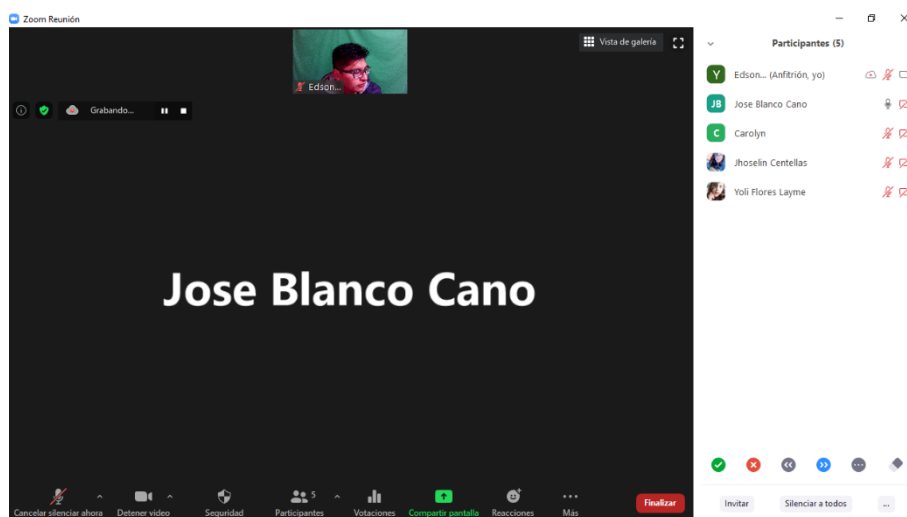 Zoom Reunión
Edson...
Vista de galería
Grabando...
Jose Blanco Cano
Cancelar silenciar ahora
Detener video
Seguridad
Participantes
5
Votaciones
Compartir pantalla
Reacciones
Más
Finalizar
Participantes (5)
Y
Edson... (Anfitrión, yo)
JB
Jose Blanco Cano
C
Carolyn
Jhoselin Centellas
Yoli Flores Layme
Invitar
Silenciar a todos
...